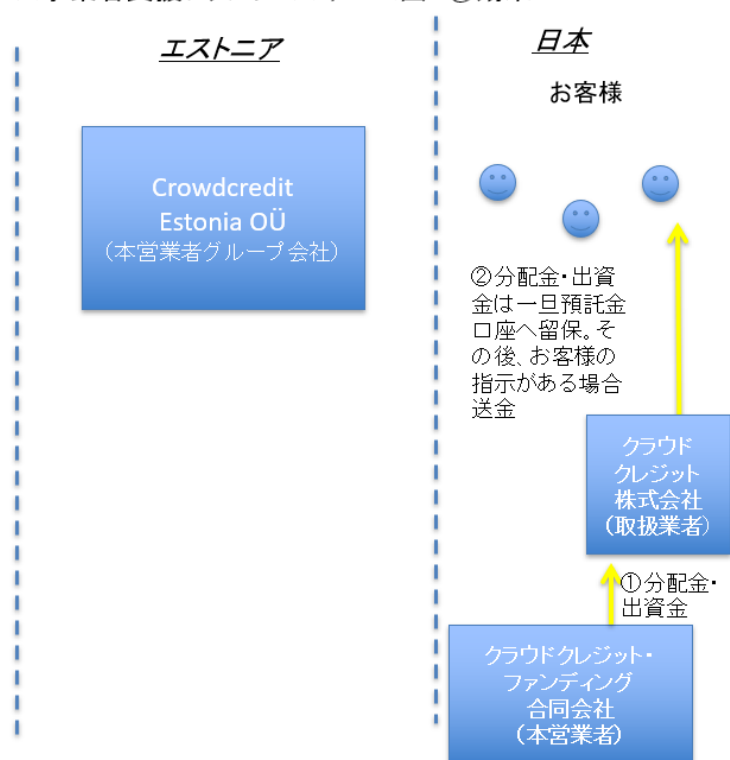 エストニア
日本
お客様
Crowdcredit
Estonia OÜ
（本営業者グループ会社）
②分配金・出資
金は一旦預託金
口座へ留保。そ
の後、お客様の
指示がある場合
送金
クラウド
クレジット
株式会社
（取扱業者）
①分配金・
出資金
クラウドクレジット・
ファンディング
合同会社
（本営業者）